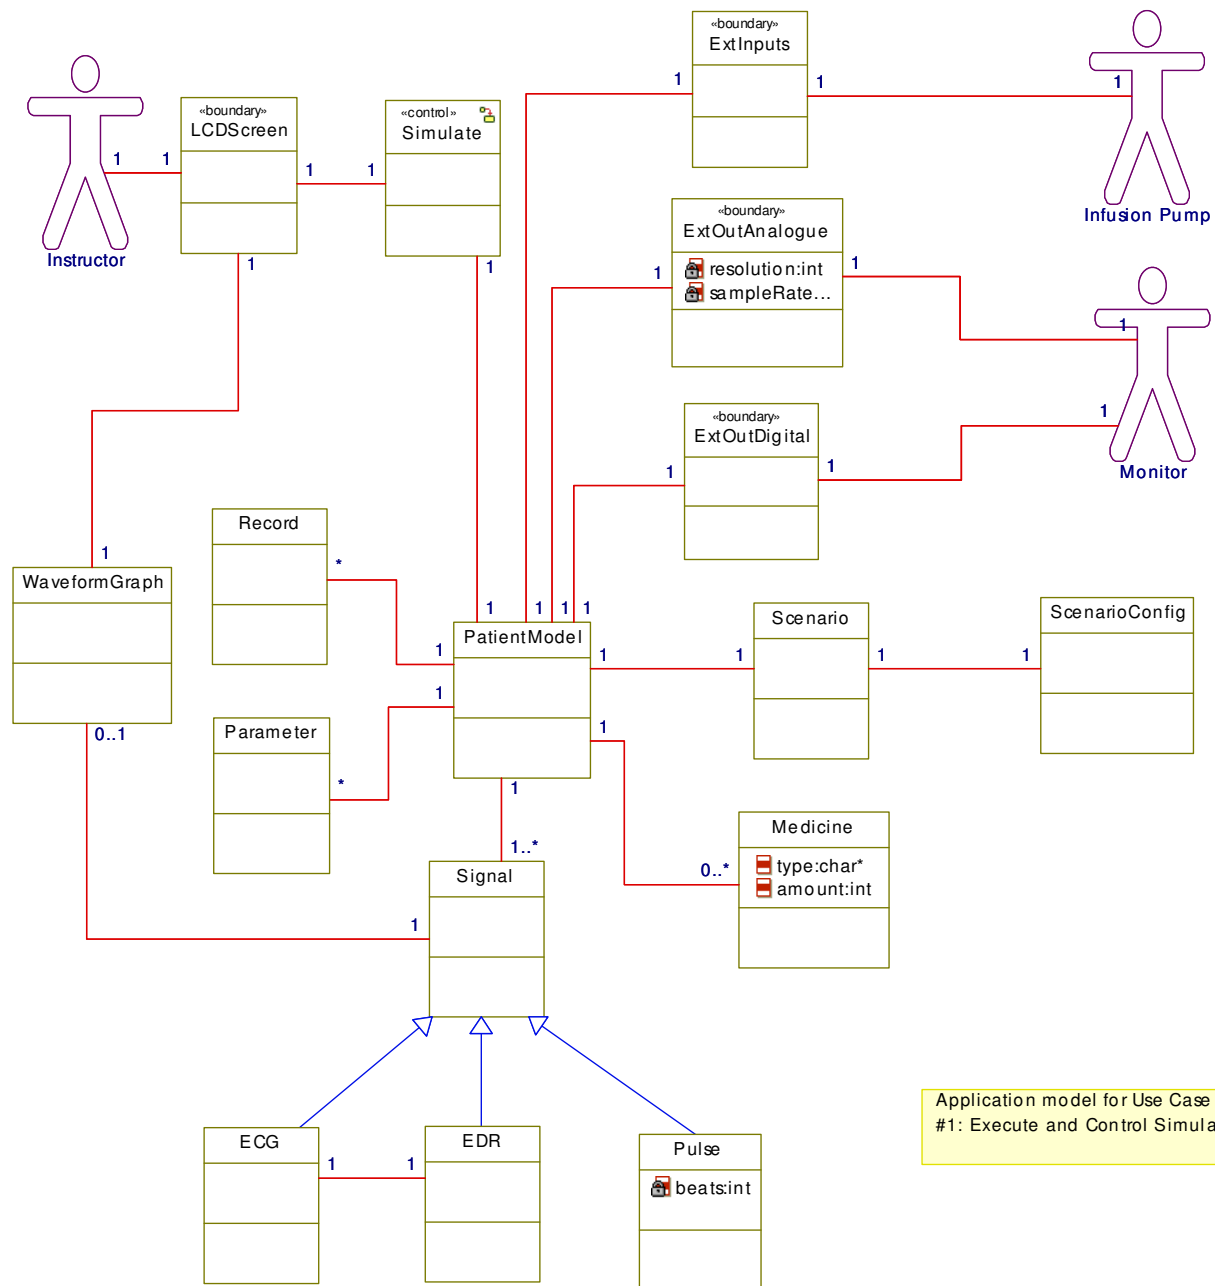 «boundary»
ExtInputs
1
1
1
Infusion Pump
«boundary»
LCDScreen
«control»
Simulate
1
1
1
1
Instructor
1
1
«boundary»
ExtOutAnalogue
resolution:int
sampleRate...
1
1
1
«boundary»
ExtOutDigital
1
1
1
Monitor
Record
*
1
WaveformGraph
1
1
1
1
PatientModel
1
1
Scenario
1
1
1
1
ScenarioConfig
0..1
Parameter
*
1
1
1..*
0..*
Medicine
type:char*
amount:int
Signal
1
ECG
1
1
EDR
Pulse
beats:int
Application model for Use Case
#1: Execute and Control Simula